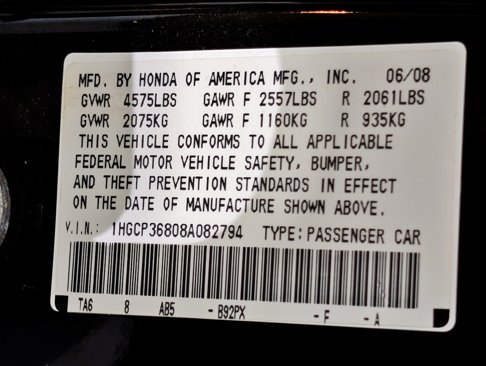 MFD. BY HONDA OF AMERICA MFG., INC. 06/08
GVWR 4575LBS GAWR F 2557LBS R 2061LBS
GVWR 2075KG GAWR F 1160KG R 935KG
THIS VEHICLE CONFORMS TO ALL APPLICABLE
FEDERAL MOTOR VEHICLE SAFETY, BUMPER,
AND THEFT PREVENTION STANDARDS IN EFFECT
ON THE DATE OF MANUFACTURE SHOWN ABOVE.
V.I.N.: 1HGCP36808A082794 TYPE: PASSENGER CAR
TA6 8 AB5 - B92PX - F - A